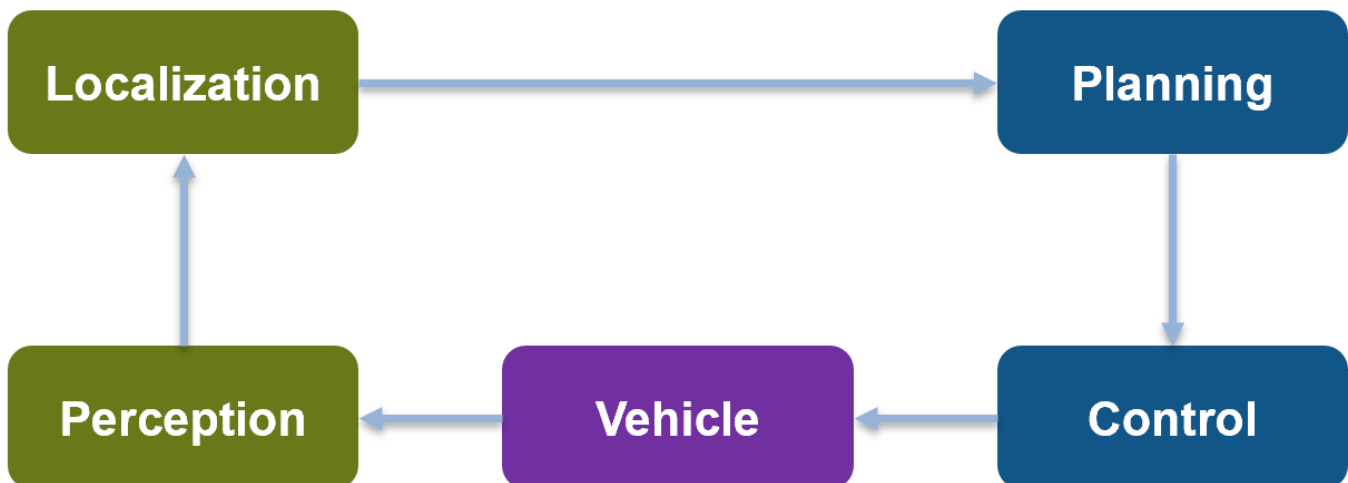 Localization
Planning
Perception
Vehicle
Control